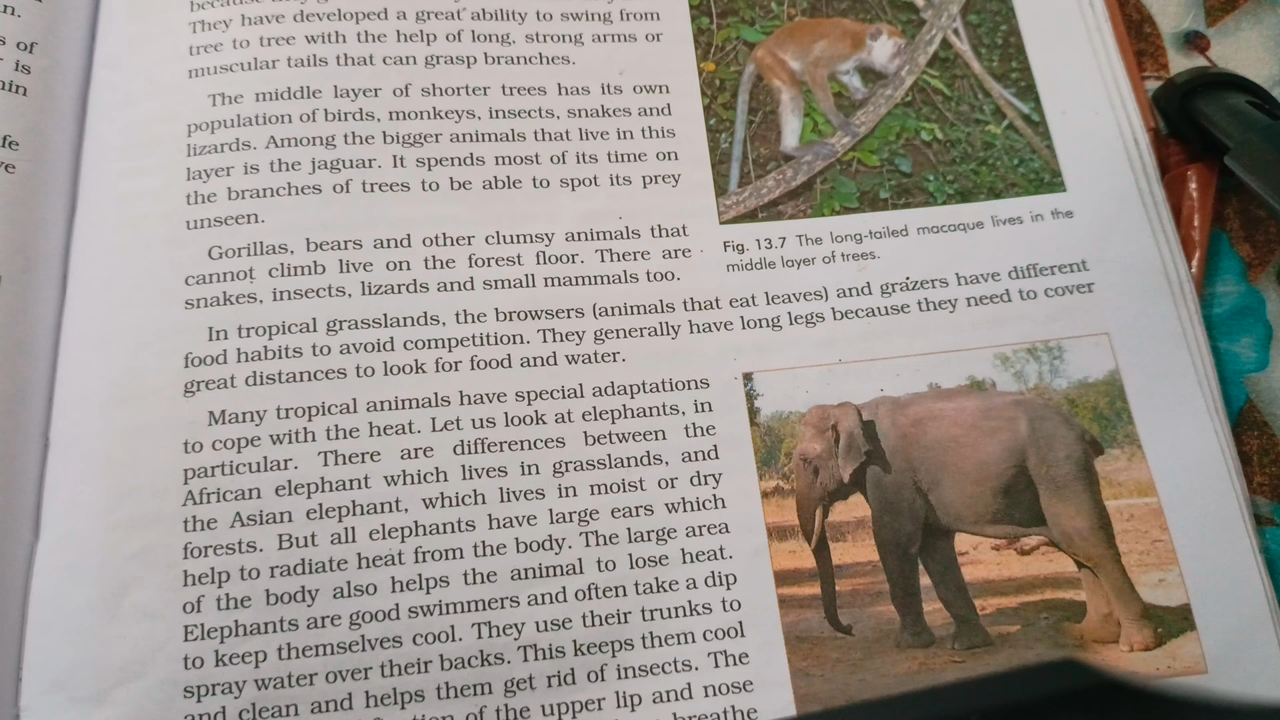 n.
s of
is
fe
They have developed a great ability to swing from
tree to tree with the help of long, strong arms or
muscular tails that can grasp branches.
The middle layer of shorter trees has its own
population of birds, monkeys, insects, snakes and
lizards. Among the bigger animals that live in this
layer is the jaguar. It spends most of its time on
the branches of trees to be able to spot its prey
unseen.
Gorillas, bears and other clumsy animals that
cannot climb live on the forest floor. There are
snakes, insects, lizards and small mammals too.
Fig. 13.7 The long-tailed macaque lives in the
middle layer of trees.
In tropical grasslands, the browsers (animals that eat leaves) and grazers have different
food habits to avoid competition. They generally have long legs because they need to cover
great distances to look for food and water.
Many tropical animals have special adaptations
to cope with the heat. Let us look at elephants, in
particular. There are differences between the
African elephant which lives in grasslands, and
the Asian elephant, which lives in moist or dry
forests. But all elephants have large ears which
help to radiate heat from the body. The large area
of the body also helps the animal to lose heat.
Elephants are good swimmers and often take a dip
to keep themselves cool. They use their trunks to
spray water over their backs. This keeps them cool
and clean and helps them get rid of insects. The
of the upper lip and nose
breathe